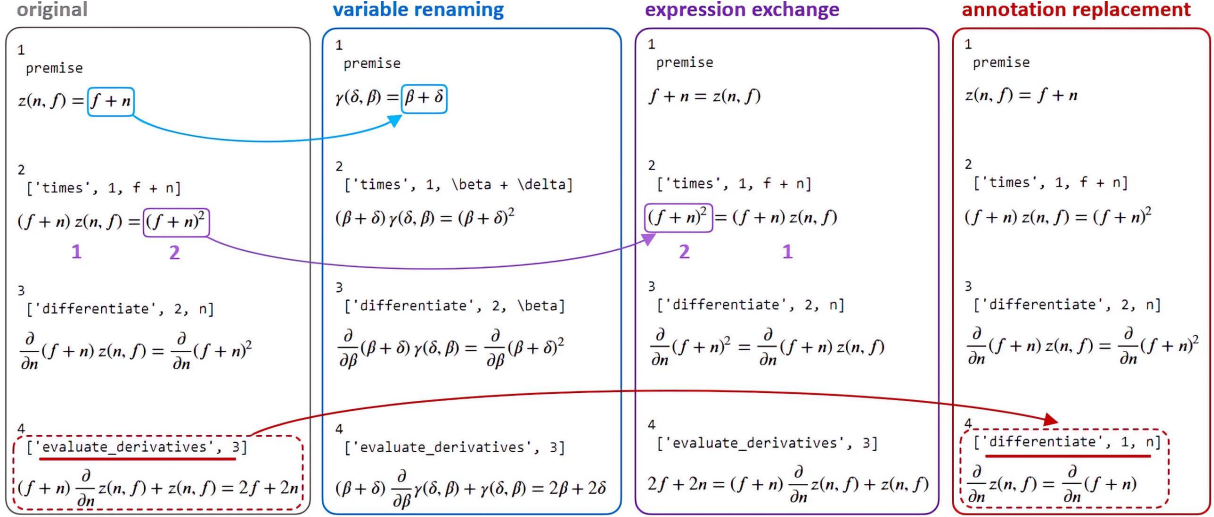 original
1
premise
z(n, f) = f + n
2
['times', 1, f + n]
(f + n) z(n, f) = (f + n)²
1 2
3
['differentiate', 2, n]
∂/∂n (f + n) z(n, f) = ∂/∂n (f + n)²
4
['evaluate_derivatives', 3]
(f + n) ∂/∂n z(n, f) + z(n, f) = 2f + 2n
variable renaming
1
premise
γ(δ, β) = β + δ
2
['times', 1, \beta + \delta]
(β + δ) γ(δ, β) = (β + δ)²
3
['differentiate', 2, \beta]
∂/∂β (β + δ) γ(δ, β) = ∂/∂β (β + δ)²
4
['evaluate_derivatives', 3]
(β + δ) ∂/∂β γ(δ, β) + γ(δ, β) = 2β + 2δ
expression exchange
1
premise
f + n = z(n, f)
2
['times', 1, f + n]
(f + n)² = (f + n) z(n, f)
2 1
3
['differentiate', 2, n]
∂/∂n (f + n)² = ∂/∂n (f + n) z(n, f)
4
['evaluate_derivatives', 3]
2f + 2n = (f + n) ∂/∂n z(n, f) + z(n, f)
annotation replacement
1
premise
z(n, f) = f + n
2
['times', 1, f + n]
(f + n) z(n, f) = (f + n)²
3
['differentiate', 2, n]
∂/∂n (f + n) z(n, f) = ∂/∂n (f + n)²
4
['differentiate', 1, n]
∂/∂n z(n, f) = ∂/∂n (f + n)